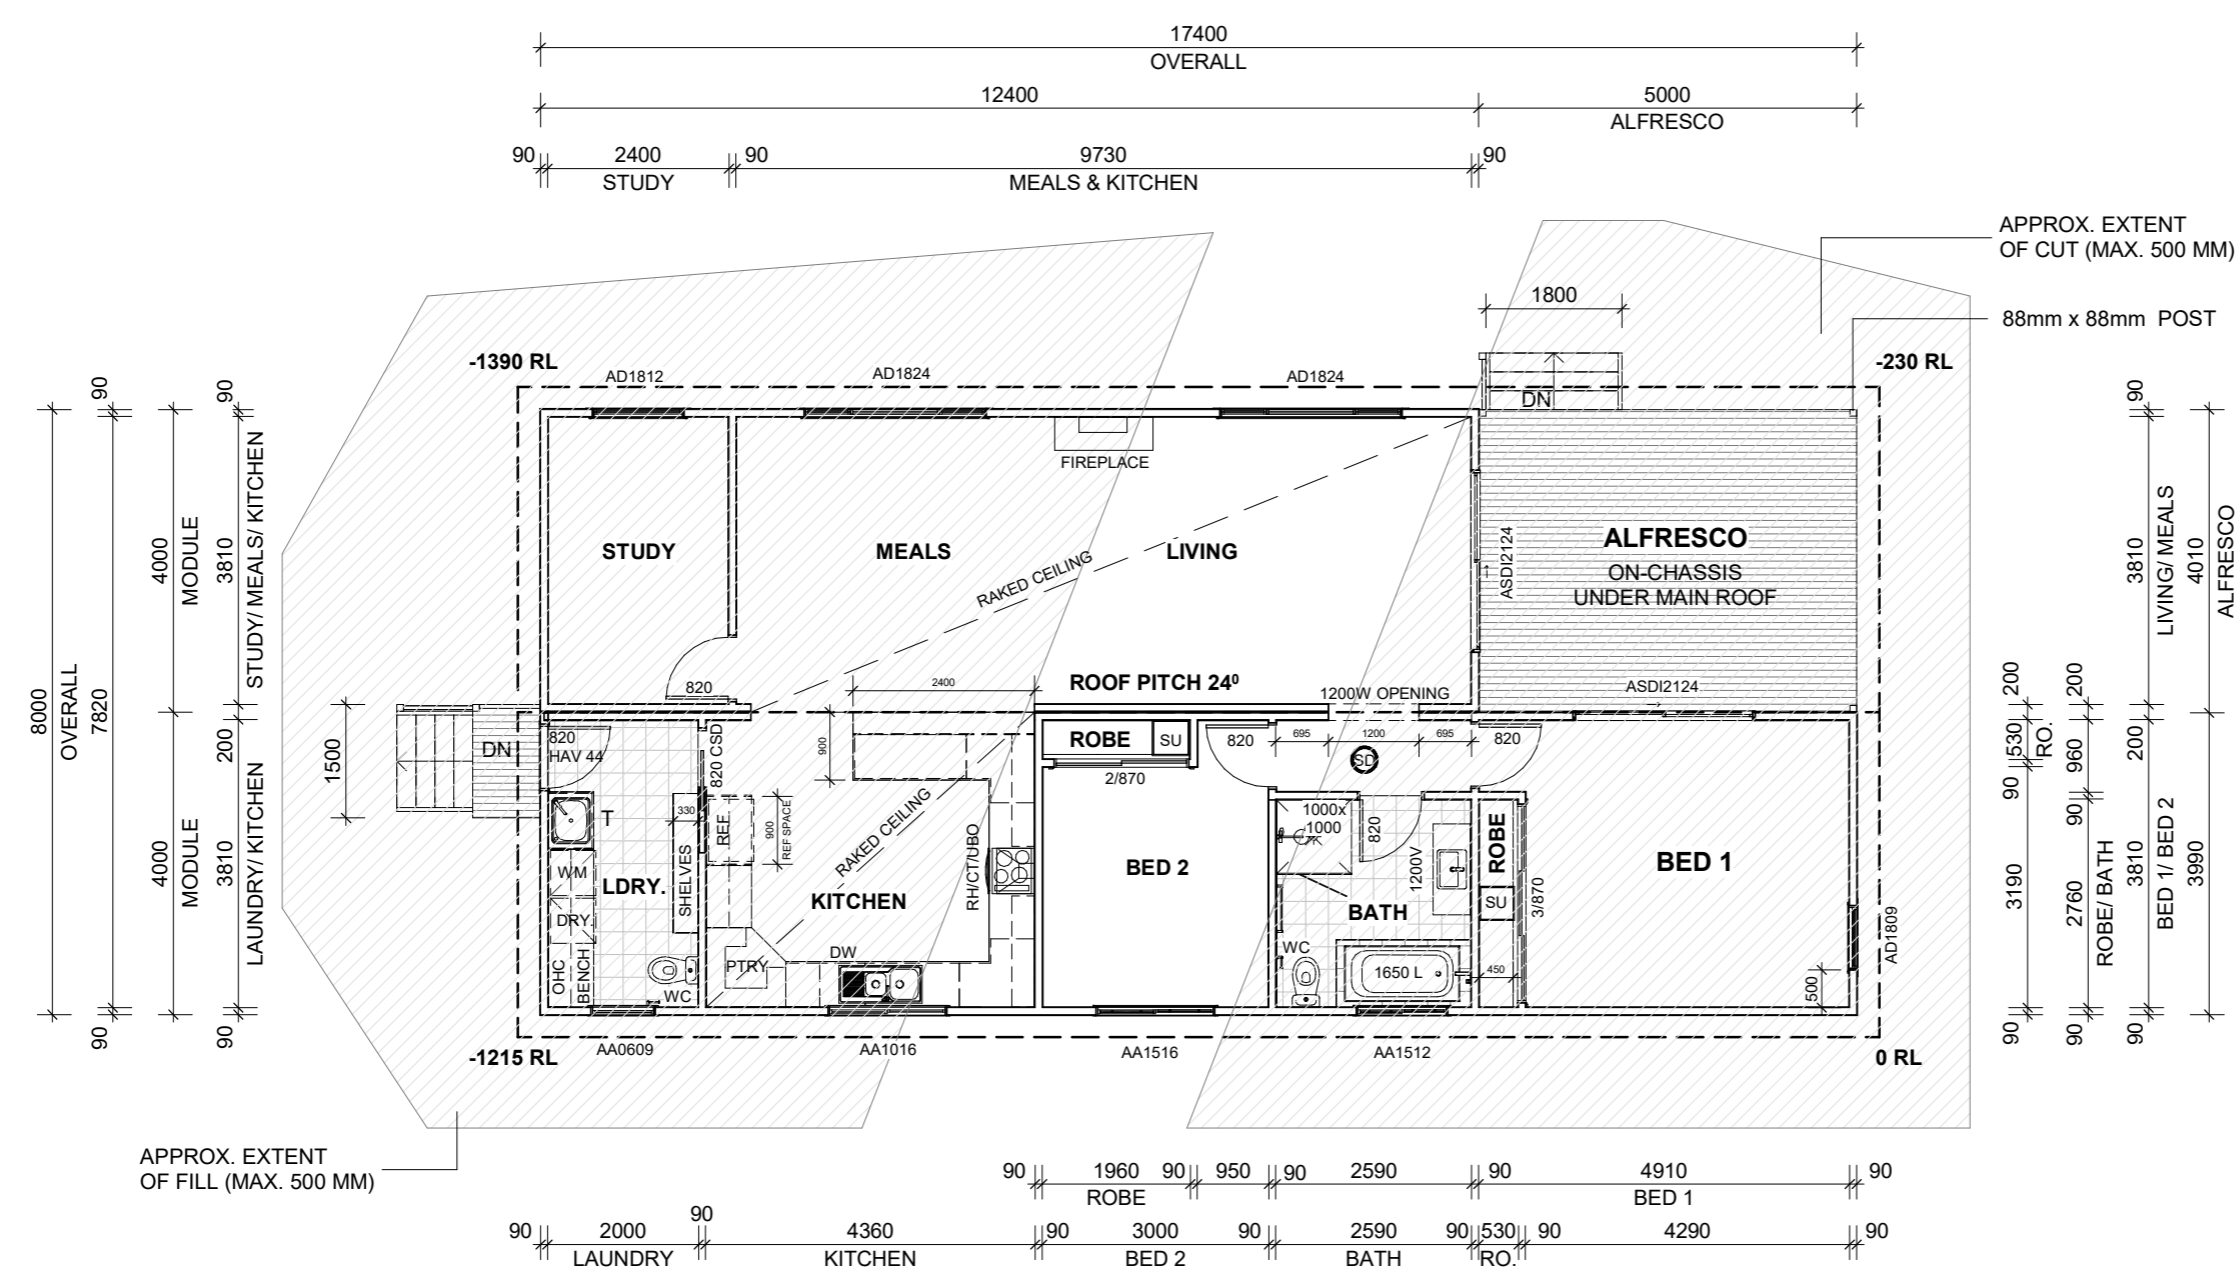 17400
OVERALL
12400
5000
ALFRESCO
90
2400
90
9730
90
STUDY
MEALS & KITCHEN
APPROX. EXTENT
OF CUT (MAX. 500 MM)
1800
88mm x 88mm POST
-1390 RL
-230 RL
AD1812
AD1824
AD1824
DN
FIREPLACE
STUDY
MEALS
LIVING
RAKED CEILING
ASDI2124
ALFRESCO
ON-CHASSIS
UNDER MAIN ROOF
820
2400
ROOF PITCH 24⁰
1200W OPENING
ASDI2124
DN
820
HAV 44
820 CSD
900
ROBE
SU
820
695
1200
695
820
SD
2/870
T
330
REF.
900
REF SPACE
RAKED CEILING
RH/CT/UBO
1000x
1000
820
1200V
ROBE
WM
LDRY.
SHELVES
KITCHEN
BED 2
BATH
BED 1
DRY
SU
3/870
AD1809
OHC
BENCH
WC
PTRY
DW
WC
1650 L
450
500
-1215 RL
AA0609
AA1016
AA1516
AA1512
0 RL
8000
OVERALL
90
7820
90
4000
MODULE
4000
MODULE
90
3810
STUDY/ MEALS/ KITCHEN
200
3810
LAUNDRY/ KITCHEN
90
1500
200
530
RO.
90
3190
90
200
960
90
2760
ROBE/ BATH
90
90
3810
LIVING/ MEALS
200
3810
BED 1/ BED 2
90
4010
ALFRESCO
3990
APPROX. EXTENT
OF FILL (MAX. 500 MM)
90
1960
90
950
90
2590
90
4910
90
ROBE
BED 1
90
2000
90
4360
90
3000
90
2590
90
530
90
4290
90
LAUNDRY
KITCHEN
BED 2
BATH
RO.